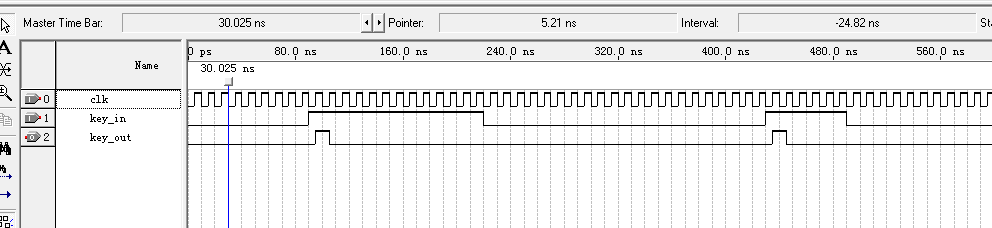 Master Time Bar: 30.025 ns Pointer: 5.21 ns Interval: -24.82 ns
Name
0 ps 80.0 ns 160.0 ns 240.0 ns 320.0 ns 400.0 ns 480.0 ns 560.0 ns
30.025 ns
0 clk
1 key_in
2 key_out